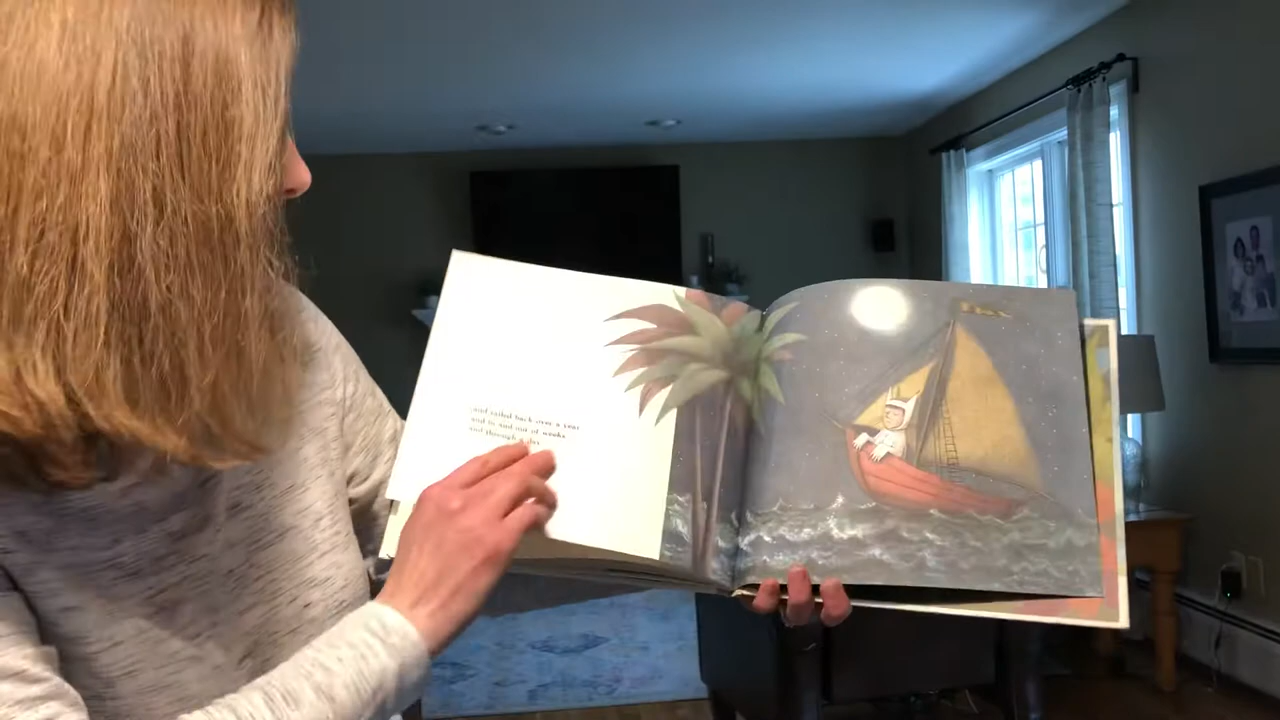 and sailed back over a year
and in and out of weeks
and through a day